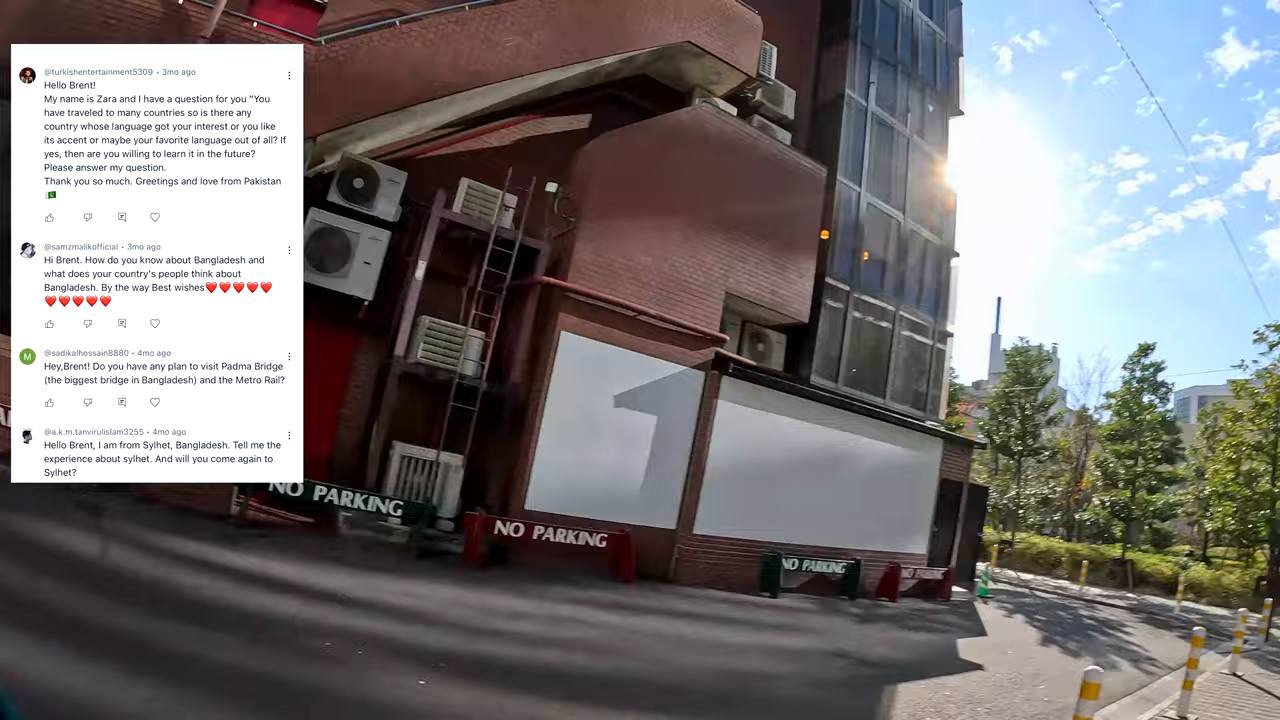 @turkishentertainment5309 • 3mo ago
Hello Brent!
My name is Zara and I have a question for you "You
have traveled to many countries so is there any
country whose language got your interest or you like
its accent or maybe your favorite language out of all? If
yes, then are you willing to learn it in the future?
Please answer my question.
Thank you so much. Greetings and love from Pakistan
🇵🇰
@samzmalikofficial • 3mo ago
Hi Brent. How do you know about Bangladesh and
what does your country's people think about
Bangladesh. By the way Best wishes❤️❤️❤️❤️❤️
❤️❤️❤️❤️❤️
M
@sadikalhossain8880 • 4mo ago
Hey,Brent! Do you have any plan to visit Padma Bridge
(the biggest bridge in Bangladesh) and the Metro Rail?
@a.k.m.tanvirulislam3255 • 4mo ago
Hello Brent, I am from Sylhet, Bangladesh. Tell me the
experience about sylhet. And will you come again to
Sylhet?
NO PARKING
NO PARKING
NO PARKING
NO PARKING